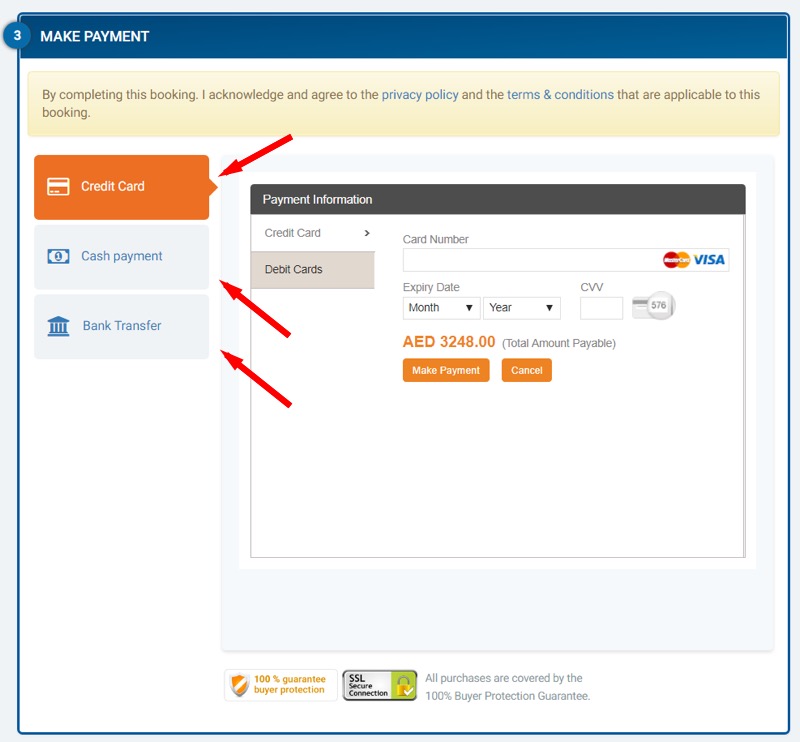 3 MAKE PAYMENT
By completing this booking. I acknowledge and agree to the privacy policy and the terms & conditions that are applicable to this
booking.
Credit Card
Cash payment
Bank Transfer
Payment Information
Credit Card >
Debit Cards
Card Number
MasterCard VISA
Expiry Date CVV
Month Year 576
AED 3248.00 (Total Amount Payable)
Make Payment Cancel
100 % guarantee
buyer protection
SSL
Secure
Connection
All purchases are covered by the
100% Buyer Protection Guarantee.